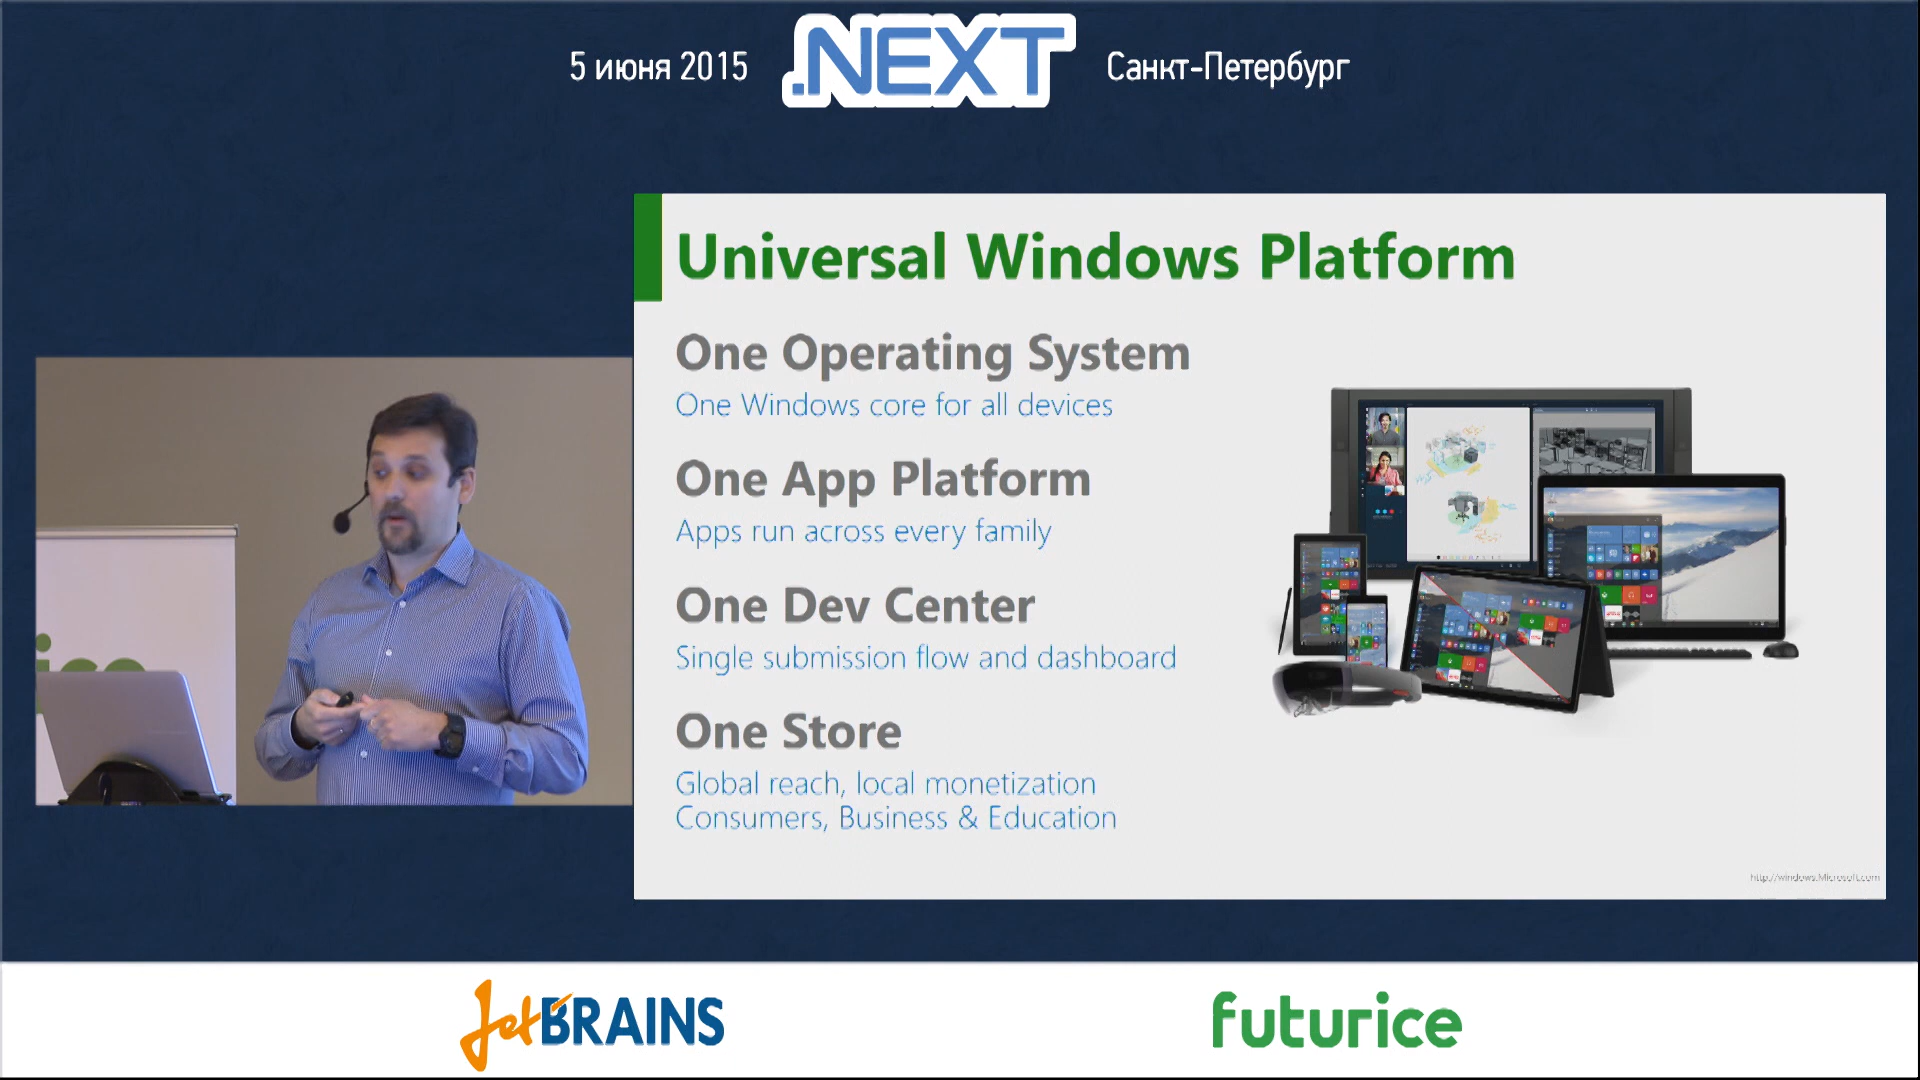 5 июня 2015
.NEXT
Санкт-Петербург
Universal Windows Platform
One Operating System
One Windows core for all devices
One App Platform
Apps run across every family
One Dev Center
Single submission flow and dashboard
One Store
Global reach, local monetization
Consumers, Business & Education
http://windows.Microsoft.com
JetBRAINS
futurice